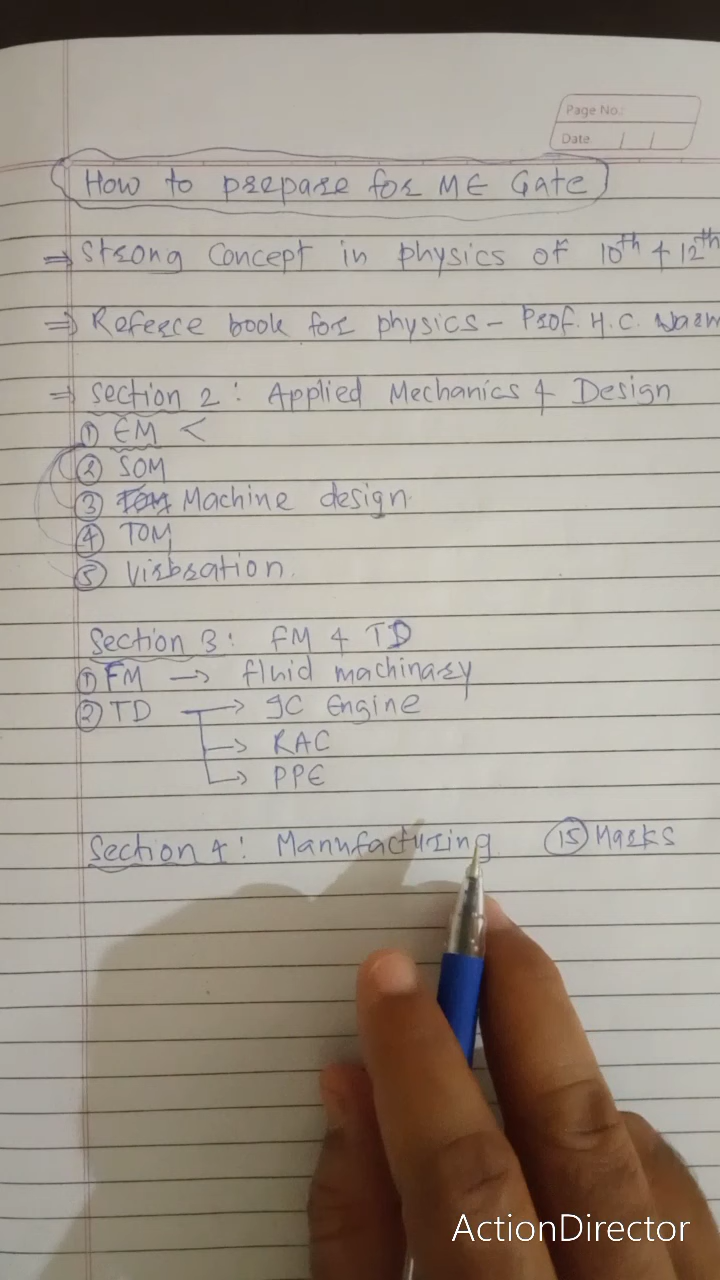 Page No.:
Date / /
How to prepare for ME Gate
⇒ Strong Concept in physics of 10th & 12th
⇒ Referce book for physics - Prof. H.C.
⇒ Section 2 : Applied Mechanics & Design
① EM <
② SOM
③ Machine design
④ TOM
⑤ Virbration.
Section 3 : FM & TD
① FM → fluid machinary
② TD → IC Engine
→ RAC
→ PPE
Section 4 : Manufacturing 15 Marks
ActionDirector